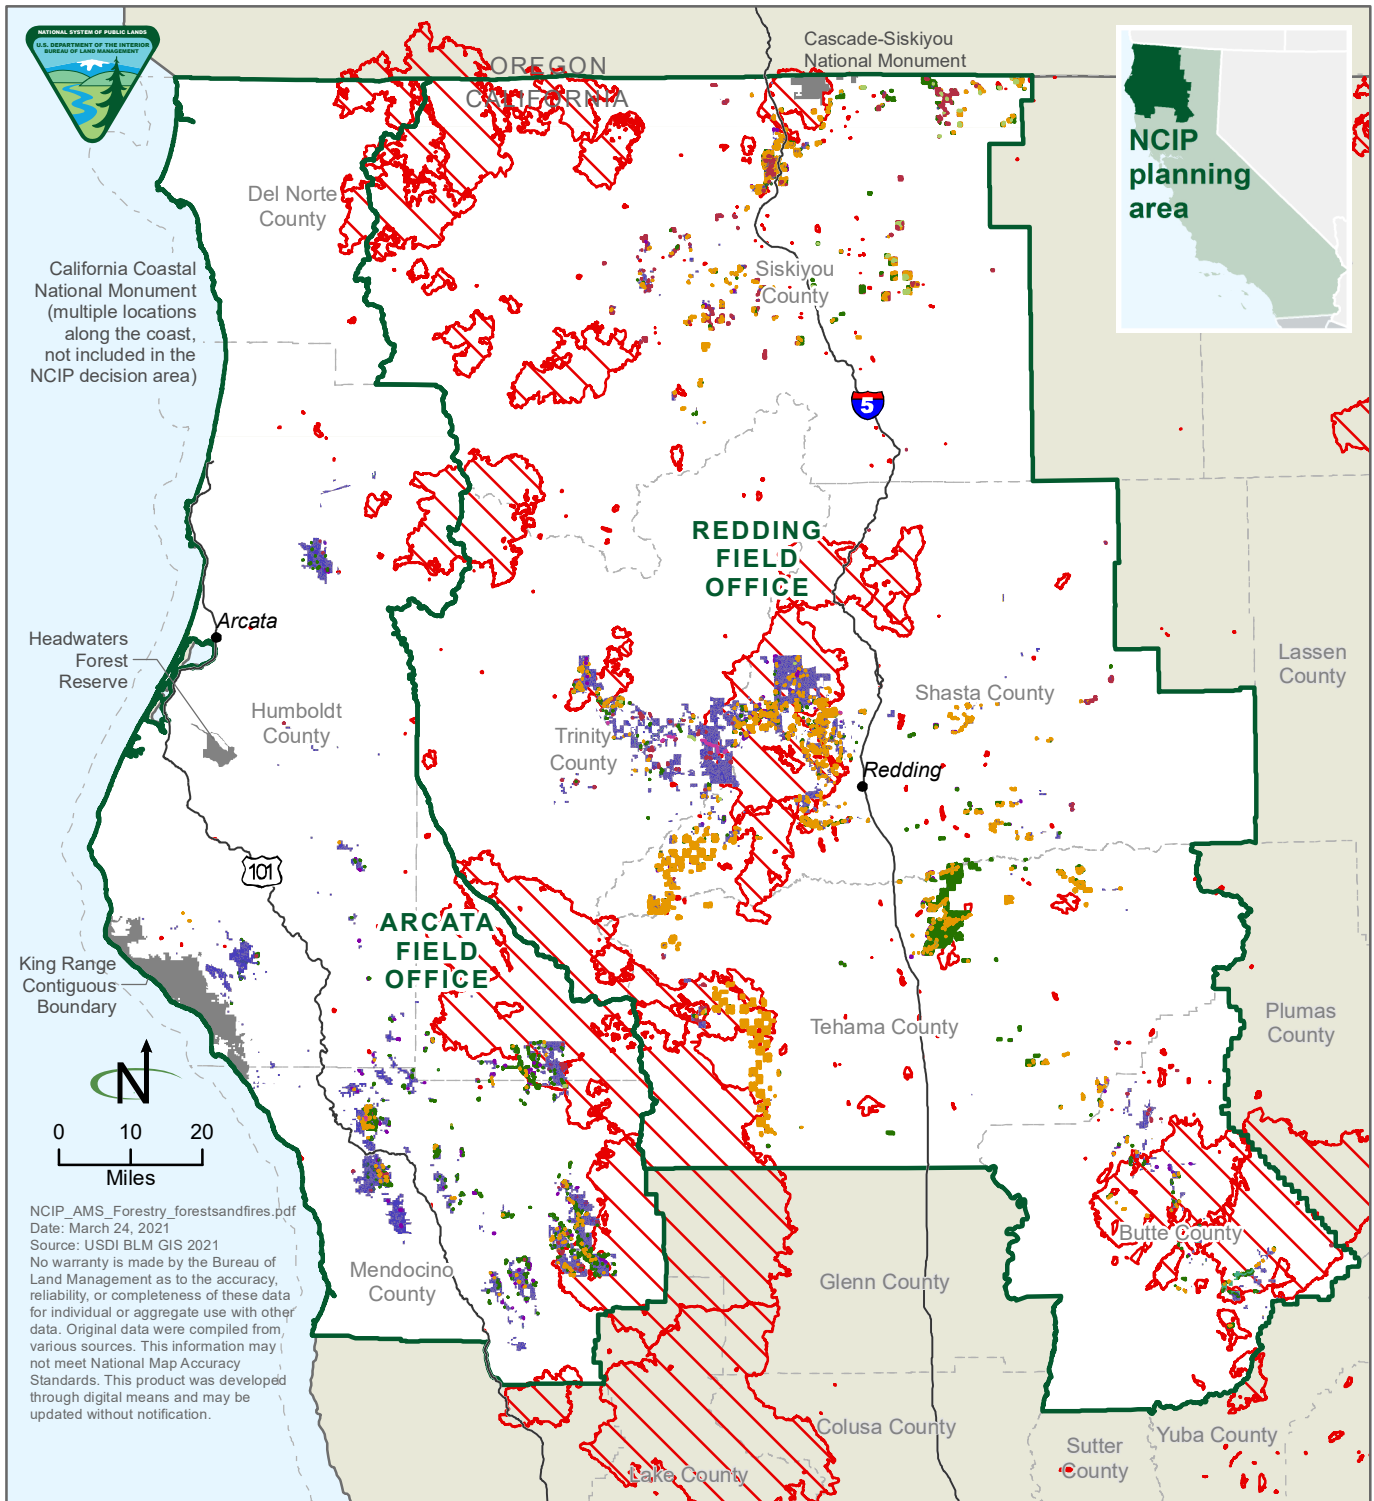 NATIONAL SYSTEM OF PUBLIC LANDS
U.S. DEPARTMENT OF THE INTERIOR
BUREAU OF LAND MANAGEMENT
OREGON
CALIFORNIA
Cascade-Siskiyou
National Monument
NCIP
planning
area
Del Norte
County
California Coastal
National Monument
(multiple locations
along the coast,
not included in the
NCIP decision area)
Siskiyou
County
5
REDDING
FIELD
OFFICE
Arcata
Headwaters
Forest
Reserve
Humboldt
County
Trinity
County
Shasta County
Lassen
County
Redding
101
ARCATA
FIELD
OFFICE
King Range
Contiguous
Boundary
Tehama County
Plumas
County
N
0 10 20
Miles
Butte County
NCIP_AMS_Forestry_forestsandfires.pdf
Date: March 24, 2021
Source: USDI BLM GIS 2021
No warranty is made by the Bureau of
Land Management as to the accuracy,
reliability, or completeness of these data
for individual or aggregate use with other
data. Original data were compiled from
various sources. This information may
not meet National Map Accuracy
Standards. This product was developed
through digital means and may be
updated without notification.
Mendocino
County
Glenn County
Colusa County
Lake County
Sutter
County
Yuba County